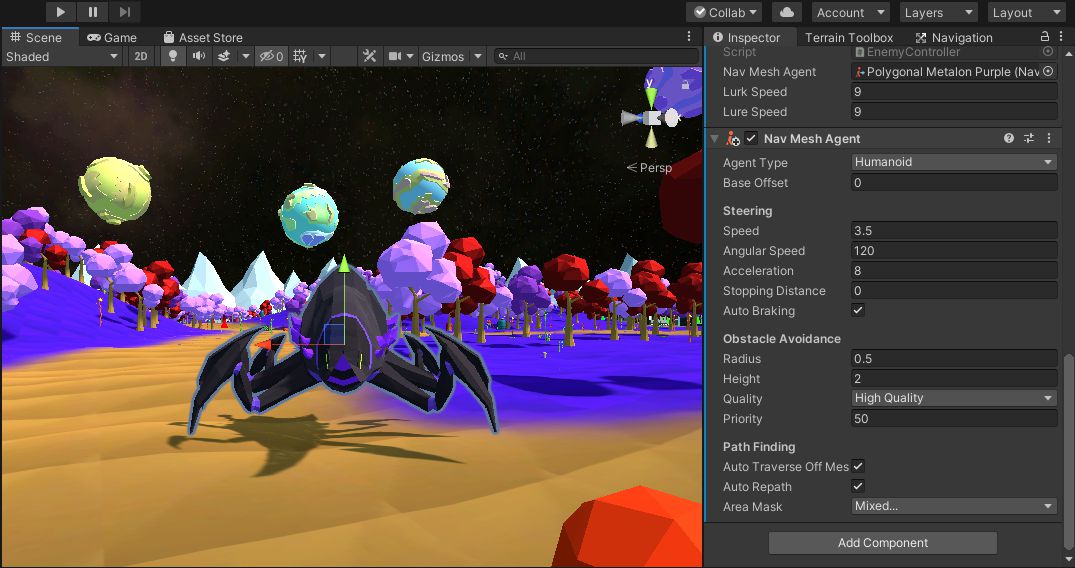 Collab
Account
Layers
Layout
Scene
Game
Asset Store
Inspector
Terrain Toolbox
Navigation
Shaded
2D
0
Gizmos
All
Script
EnemyController
Nav Mesh Agent
Polygonal Metalon Purple (Nav
Lurk Speed
9
Lure Speed
9
Nav Mesh Agent
Agent Type
Humanoid
Base Offset
0
Steering
Speed
3.5
Angular Speed
120
Acceleration
8
Stopping Distance
0
Auto Braking
Obstacle Avoidance
Radius
0.5
Height
2
Quality
High Quality
Priority
50
Path Finding
Auto Traverse Off Mes
Auto Repath
Area Mask
Mixed...
Add Component
y
Persp